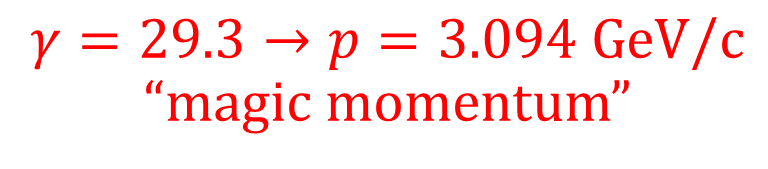 γ = 29.3 → p = 3.094 GeV/c
“magic momentum”